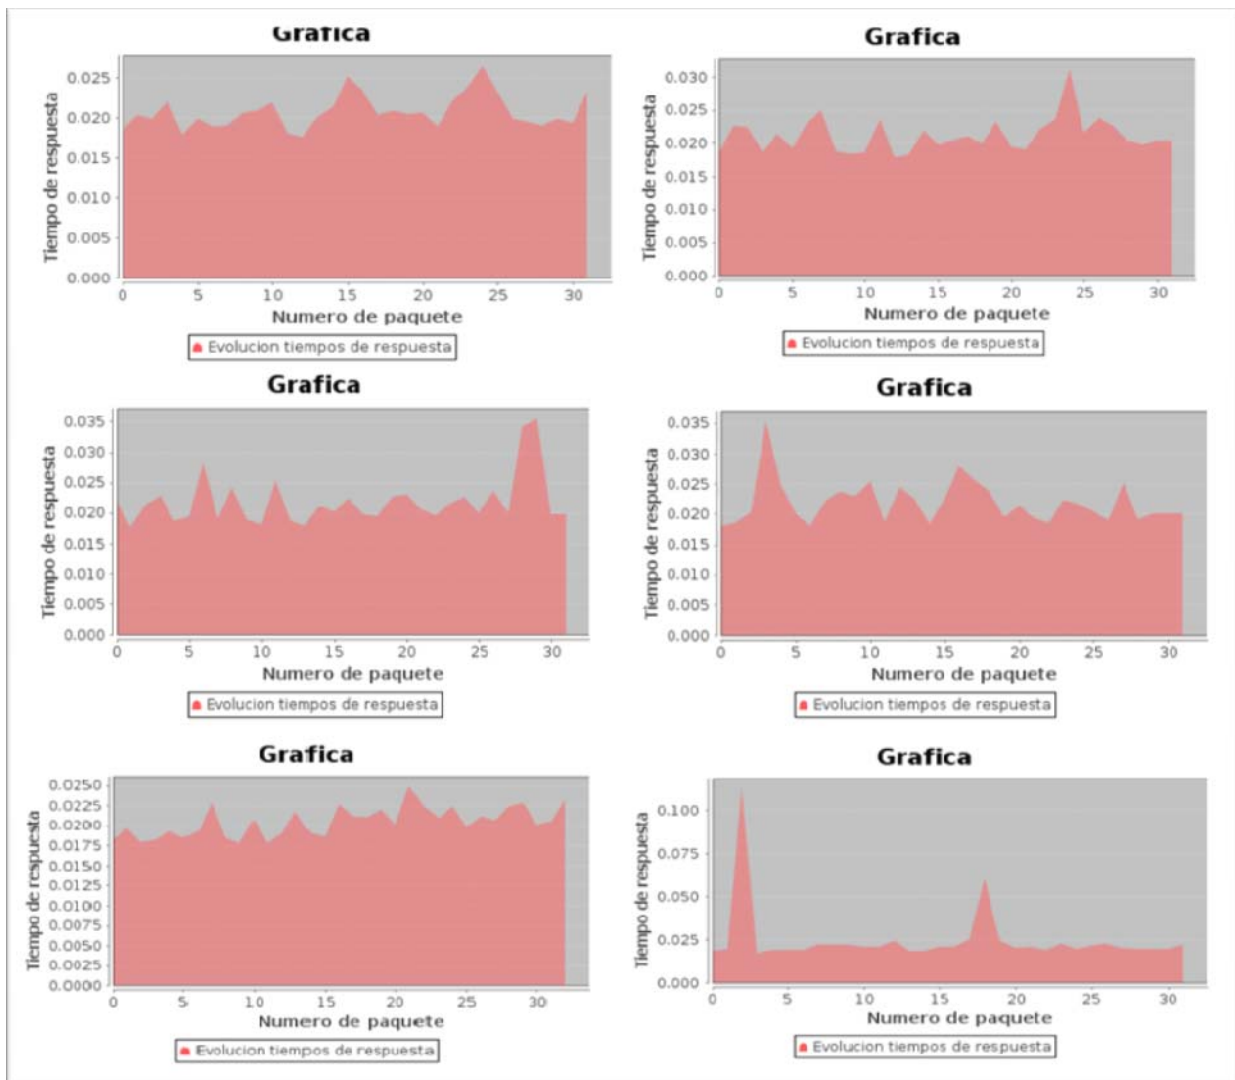 Grafica
Tiempo de respuesta
0.025
0.020
0.015
0.010
0.005
0.000
0 5 10 15 20 25 30
Numero de paquete
Evolucion tiempos de respuesta
Grafica
Tiempo de respuesta
0.030
0.025
0.020
0.015
0.010
0.005
0.000
0 5 10 15 20 25 30
Numero de paquete
Evolucion tiempos de respuesta
Grafica
Tiempo de respuesta
0.035
0.030
0.025
0.020
0.015
0.010
0.005
0.000
0 5 10 15 20 25 30
Numero de paquete
Evolucion tiempos de respuesta
Grafica
Tiempo de respuesta
0.035
0.030
0.025
0.020
0.015
0.010
0.005
0.000
0 5 10 15 20 25 30
Numero de paquete
Evolucion tiempos de respuesta
Grafica
Tiempo de respuesta
0.0250
0.0225
0.0200
0.0175
0.0150
0.0125
0.0100
0.0075
0.0050
0.0025
0.0000
0 5 10 15 20 25 30
Numero de paquete
Evolucion tiempos de respuesta
Grafica
Tiempo de respuesta
0.100
0.075
0.050
0.025
0.000
0 5 10 15 20 25 30
Numero de paquete
Evolucion tiempos de respuesta